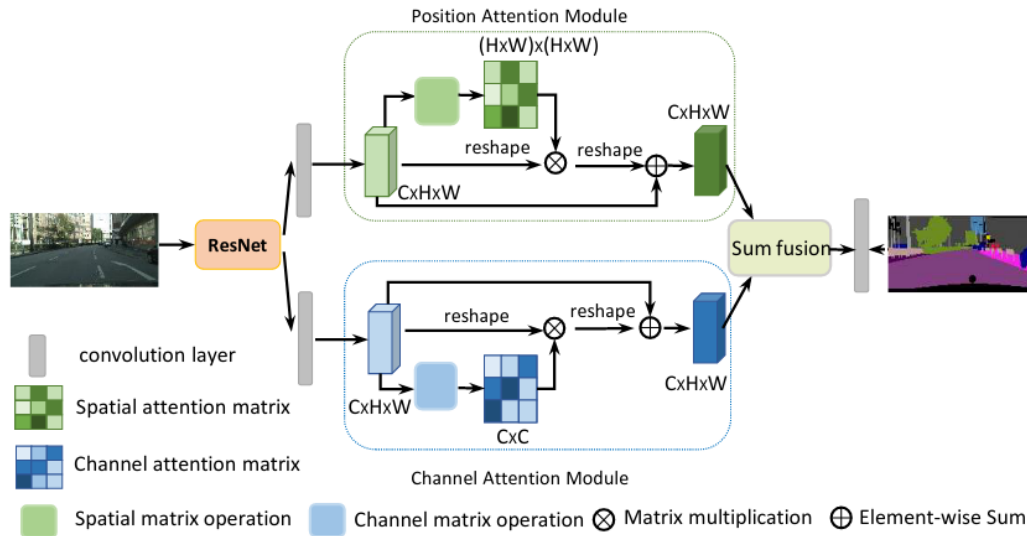 Position Attention Module
(HxW)x(HxW)
CxHxW
reshape
reshape
CxHxW
ResNet
Sum fusion
reshape
reshape
CxHxW
CxC
CxHxW
Channel Attention Module
convolution layer
Spatial attention matrix
Channel attention matrix
Spatial matrix operation
Channel matrix operation
Matrix multiplication
Element-wise Sum